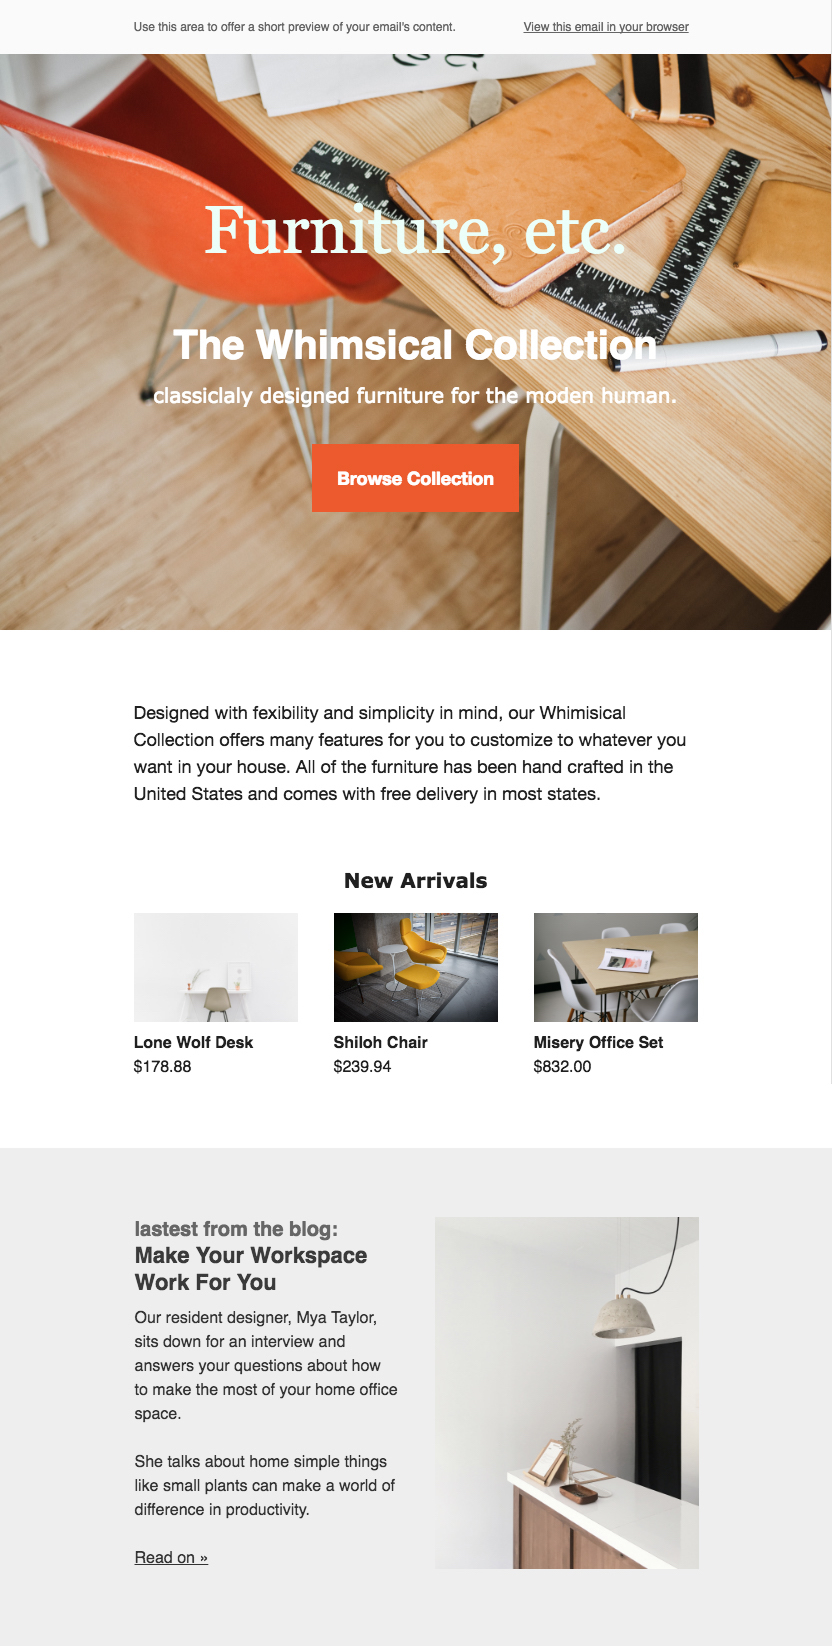 Use this area to offer a short preview of your email's content.
View this email in your browser
Furniture, etc.
The Whimsical Collection
classiclaly designed furniture for the moden human.
Browse Collection
Designed with fexibility and simplicity in mind, our Whimisical
Collection offers many features for you to customize to whatever you
want in your house. All of the furniture has been hand crafted in the
United States and comes with free delivery in most states.
New Arrivals
Lone Wolf Desk
$178.88
Shiloh Chair
$239.94
Misery Office Set
$832.00
lastest from the blog:
Make Your Workspace
Work For You
Our resident designer, Mya Taylor,
sits down for an interview and
answers your questions about how
to make the most of your home office
space.
She talks about home simple things
like small plants can make a world of
difference in productivity.
Read on »